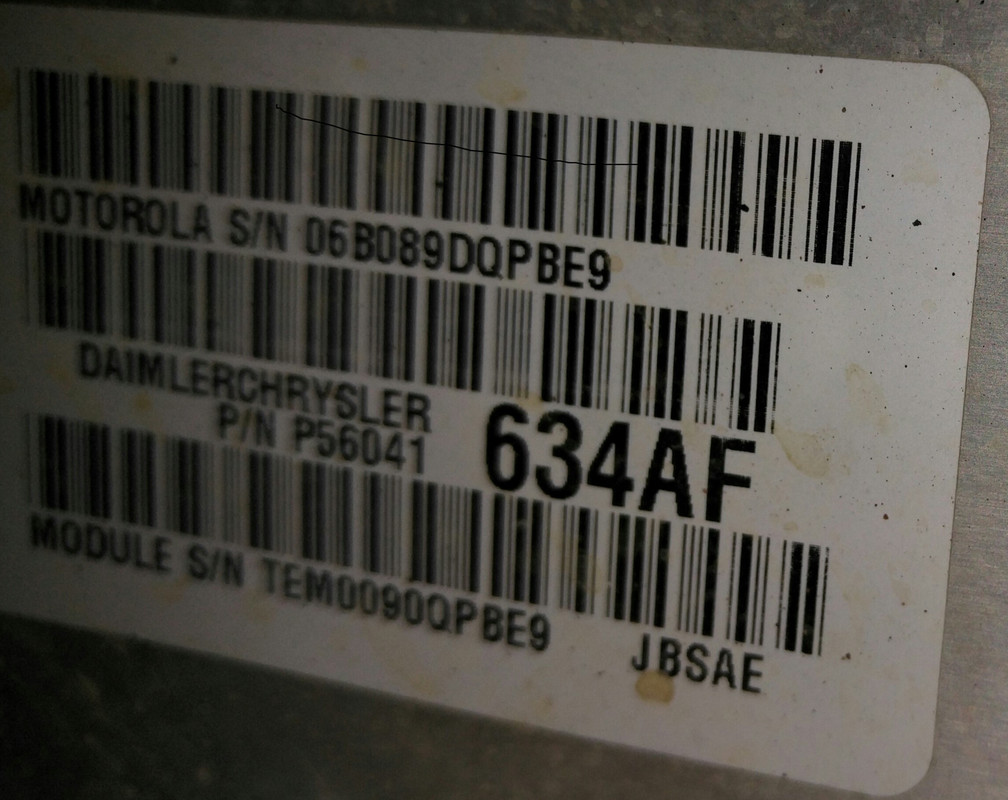 MOTOROLA S/N 06B089DQPBE9
DAIMLERCHRYSLER
P/N P56041 634AF
MODULE S/N TEM0090QPBE9
JBSAE